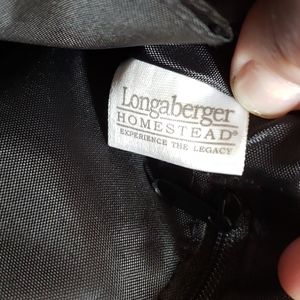 Longaberger
HOMESTEAD®
EXPERIENCE THE LEGACY